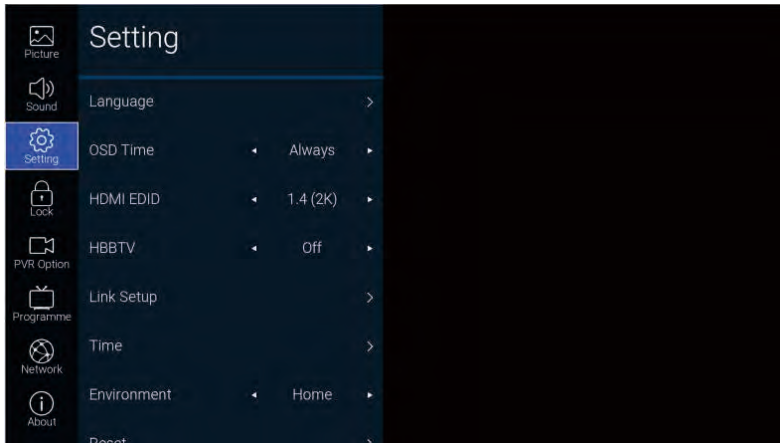 Setting
Picture
Sound
Setting
Lock
PVR Option
Programme
Network
About
Language
OSD Time Always
HDMI EDID 1.4 (2K)
HBBTV Off
Link Setup
Time
Environment Home
Reset